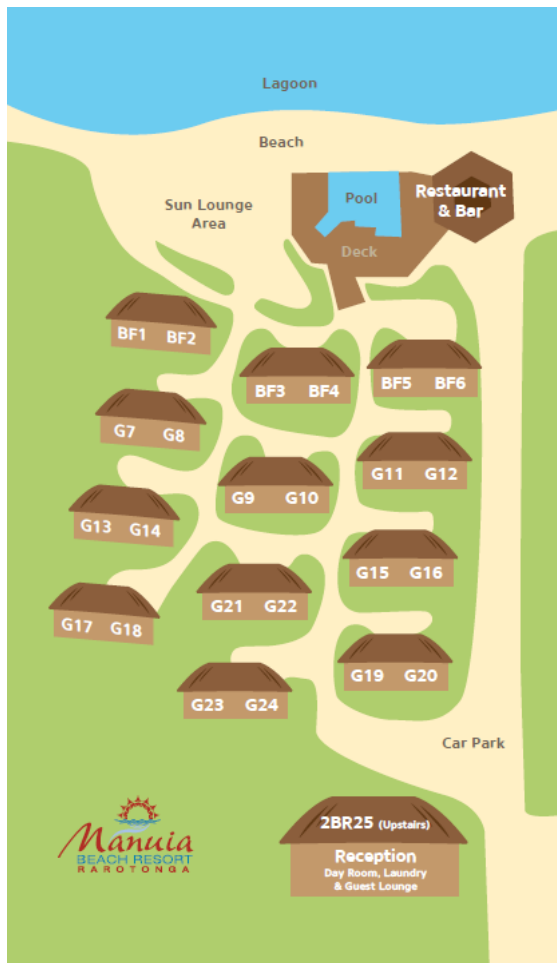 Lagoon
Beach
Sun Lounge
Area
Pool
Deck
Restaurant
& Bar
BF1 BF2
BF3 BF4
BF5 BF6
G7 G8
G9 G10
G11 G12
G13 G14
G15 G16
G17 G18
G21 G22
G19 G20
G23 G24
Car Park
2BR25 (Upstairs)
Reception
Day Room, Laundry
& Guest Lounge
Manuia
BEACH RESORT
RAROTONGA